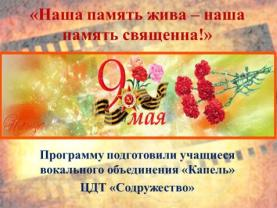 «Наша память жива – наша
память священна!»
9
мая
Программу подготовили учащиеся
вокального объединения «Капель»
ЦДТ «Содружество»